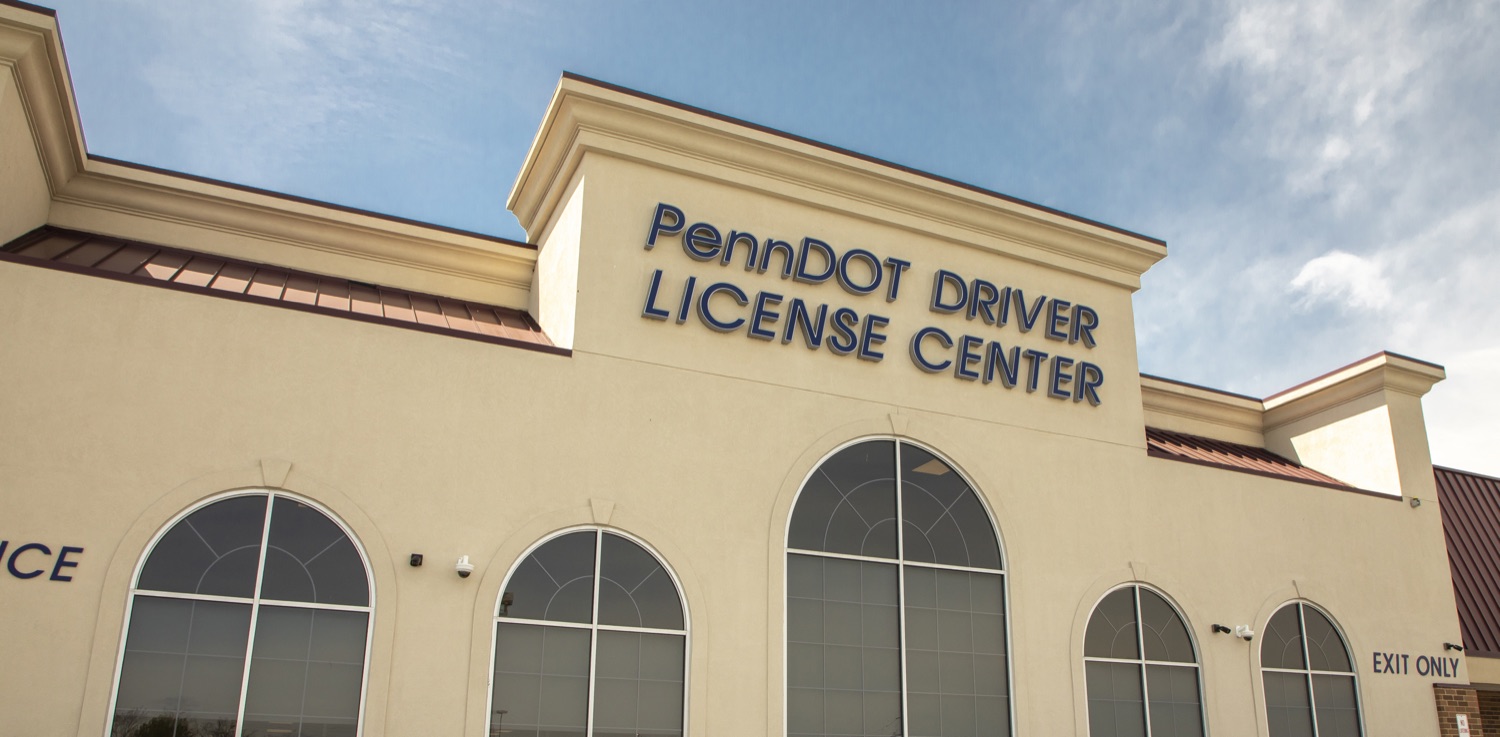 PennDOT DRIVER
LICENSE CENTER
EXIT ONLY